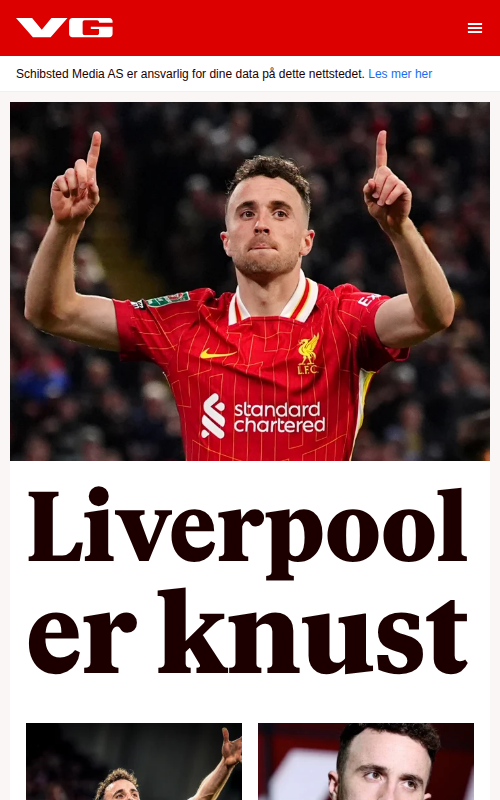 VG
Schibsted Media AS er ansvarlig for dine data på dette nettstedet. Les mer her
L.F.C.
standard
chartered
Liverpool
er knust